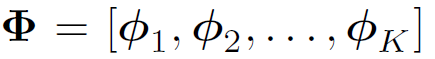 𝚽 = [𝝓₁, 𝝓₂, . . . , 𝝓_K]